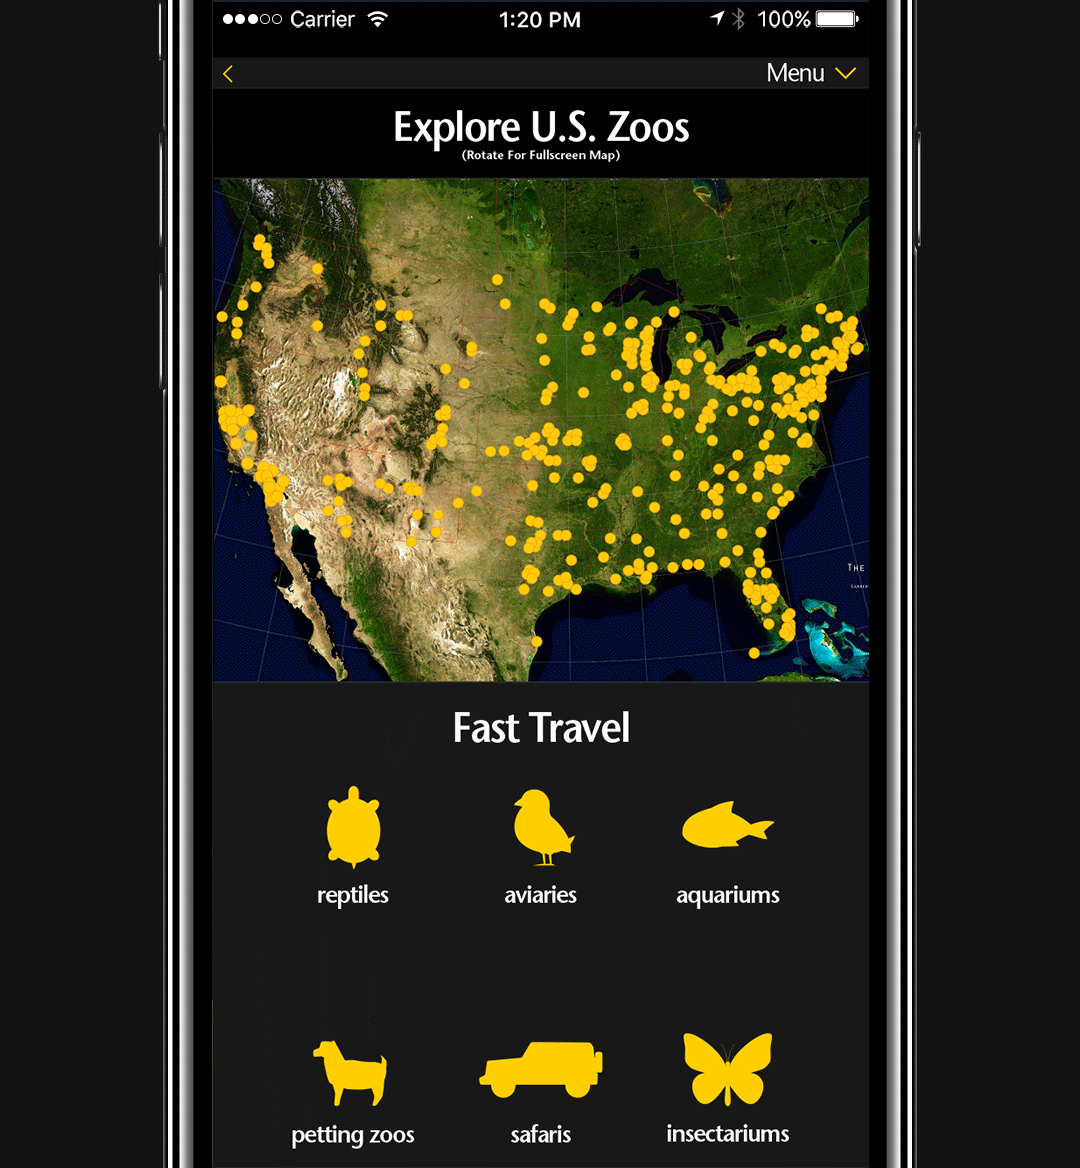 Carrier 1:20 PM 100%
Menu
Explore U.S. Zoos
(Rotate For Fullscreen Map)
THE
Fast Travel
reptiles aviaries aquariums
petting zoos safaris insectariums